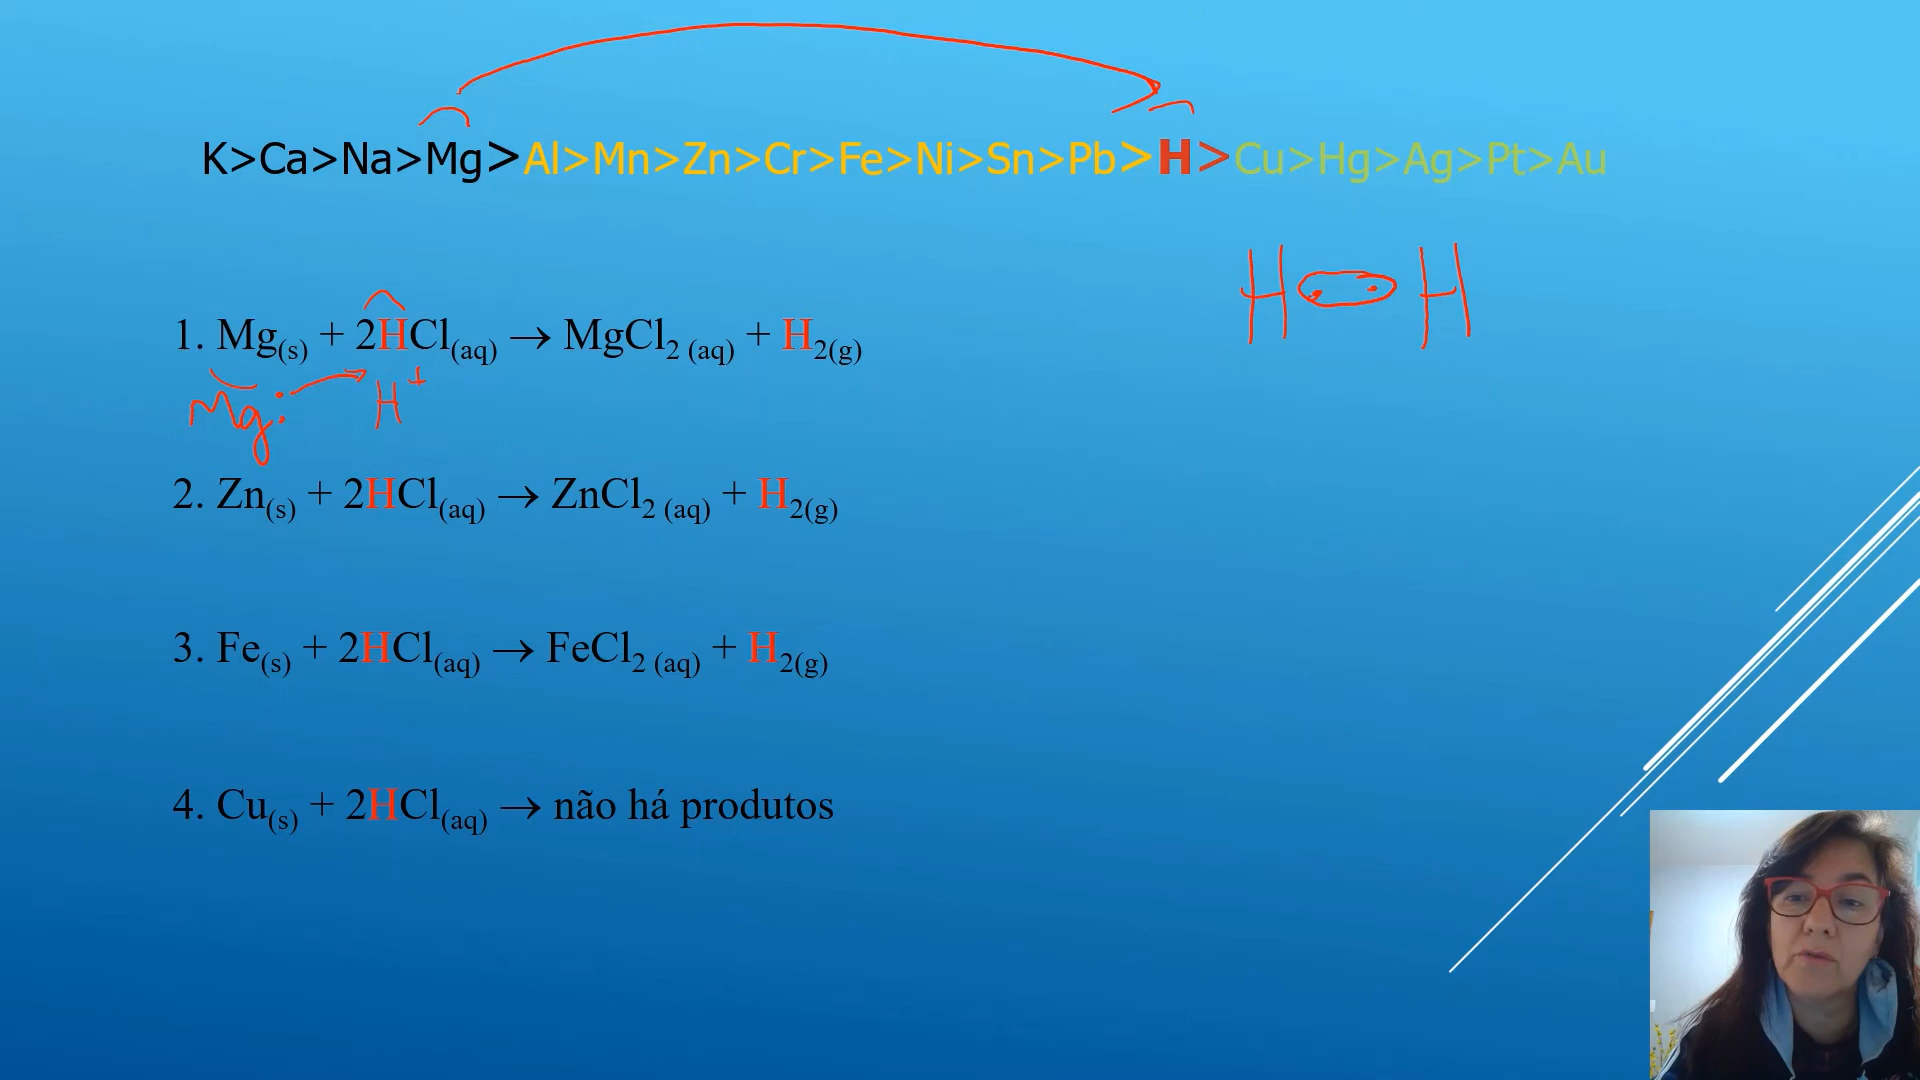 K>Ca>Na>Mg>Al>Mn>Zn>Cr>Fe>Ni>Sn>Pb>H>Cu>Hg>Ag>Pt>Au
H : H
1. Mg(s) + 2HCl(aq) → MgCl2 (aq) + H2(g)
Mg: H+
2. Zn(s) + 2HCl(aq) → ZnCl2 (aq) + H2(g)
3. Fe(s) + 2HCl(aq) → FeCl2 (aq) + H2(g)
4. Cu(s) + 2HCl(aq) → não há produtos